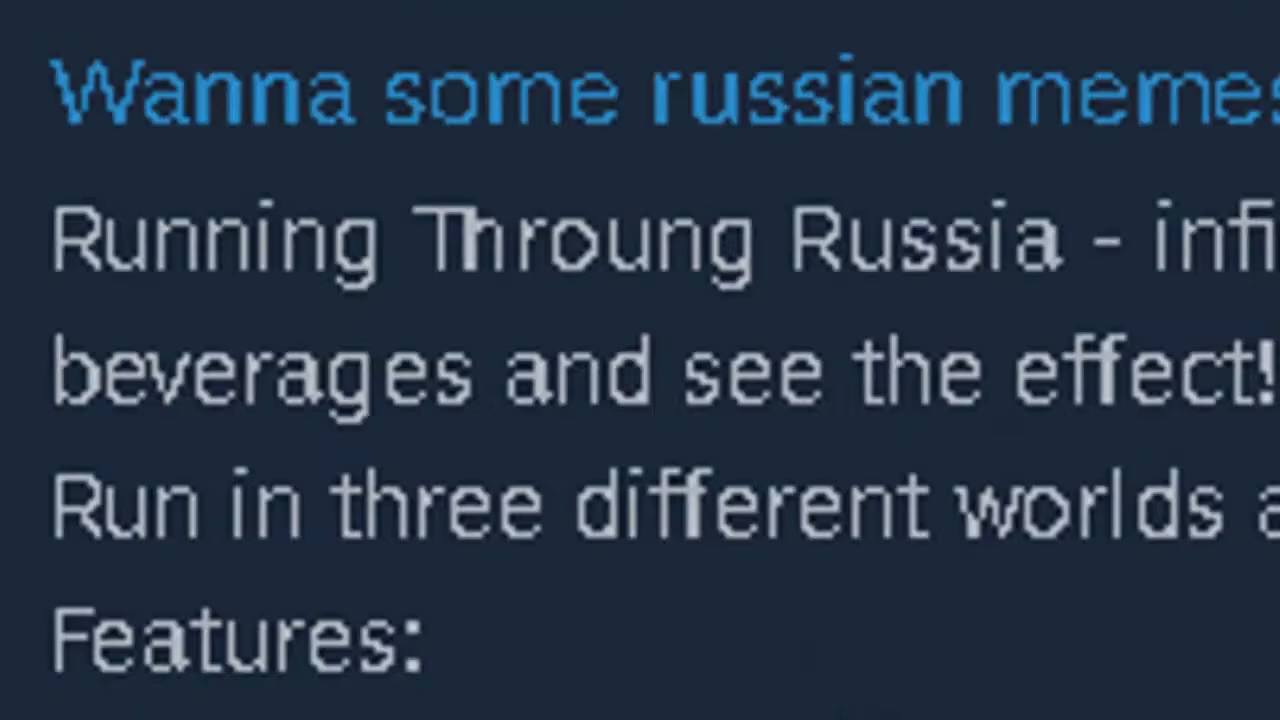 Wanna some russian memes
Running Throung Russia - infi
beverages and see the effect!
Run in three different worlds a
Features: